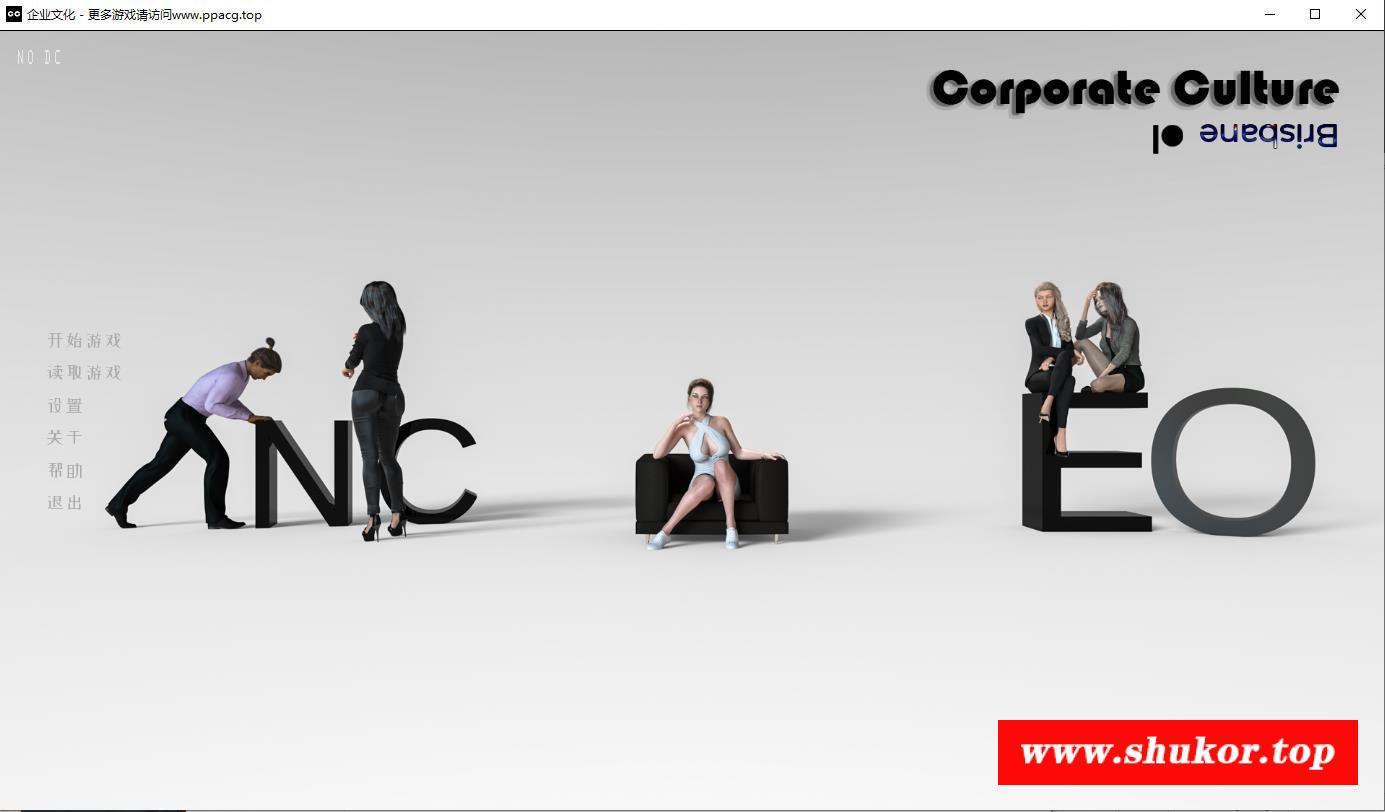 企业文化 - 更多游戏请访问www.ppacg.top
NO DC
Corporate Culture
Brisbane
开始游戏
读取游戏
设置
关于
帮助
退出
NC
EO
www.shukor.top